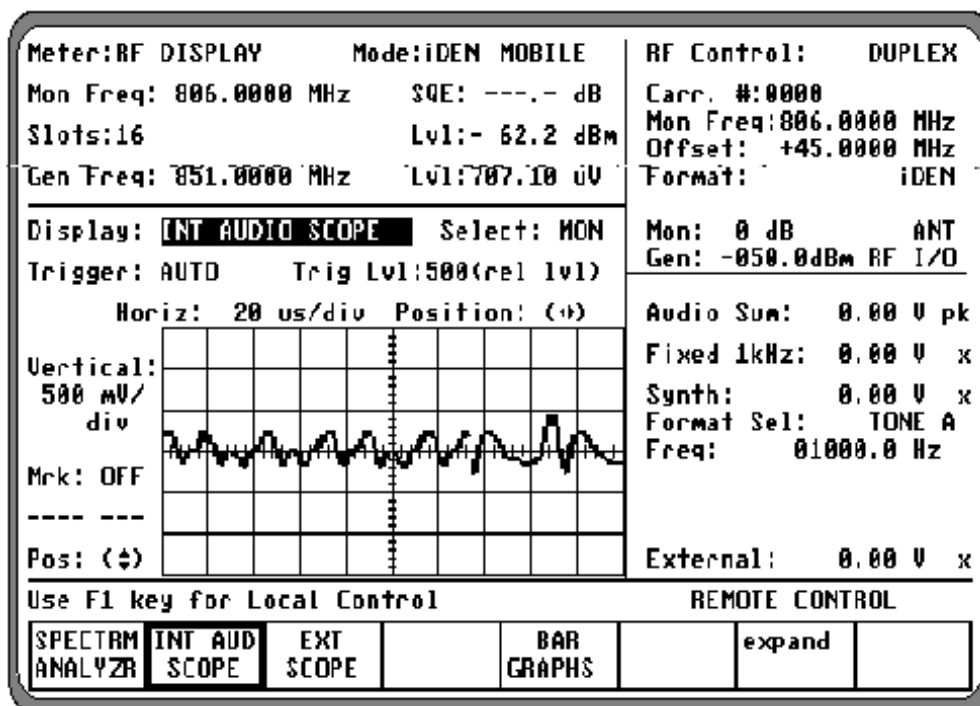 Meter:RF DISPLAY Mode:iDEN MOBILE
Mon Freq: 806.0000 MHz SQE: ---.- dB
Slots:16 Lvl:- 62.2 dBm
Gen Freq: 851.0000 MHz Lvl:707.10 uV
Display: INT AUDIO SCOPE Select: MON
Trigger: AUTO Trig Lvl:500(rel lvl)
Horiz: 20 us/div Position: (↔)
Vertical:
500 mV/
div
Mrk: OFF
---- ---
Pos: (↕)
RF Control: DUPLEX
Carr. #:0000
Mon Freq:806.0000 MHz
Offset: +45.0000 MHz
Format: iDEN
Mon: 0 dB ANT
Gen: -050.0dBm RF I/O
Audio Sum: 0.00 V pk
Fixed 1kHz: 0.00 V x
Synth: 0.00 V x
Format Sel: TONE A
Freq: 01000.0 Hz
External: 0.00 V x
Use F1 key for Local Control REMOTE CONTROL
SPECTRM ANALYZR
INT AUD SCOPE
EXT SCOPE
BAR GRAPHS
expand